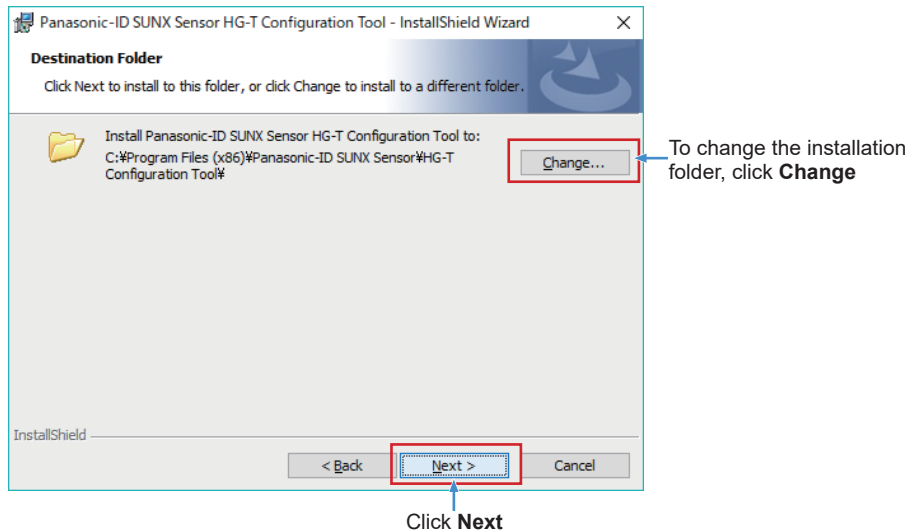 Panasonic-ID SUNX Sensor HG-T Configuration Tool - InstallShield Wizard
Destination Folder
Click Next to install to this folder, or click Change to install to a different folder.
Install Panasonic-ID SUNX Sensor HG-T Configuration Tool to:
C:¥Program Files (x86)¥Panasonic-ID SUNX Sensor¥HG-T
Configuration Tool¥
Change...
To change the installation
folder, click Change
InstallShield
< Back
Next >
Cancel
Click Next